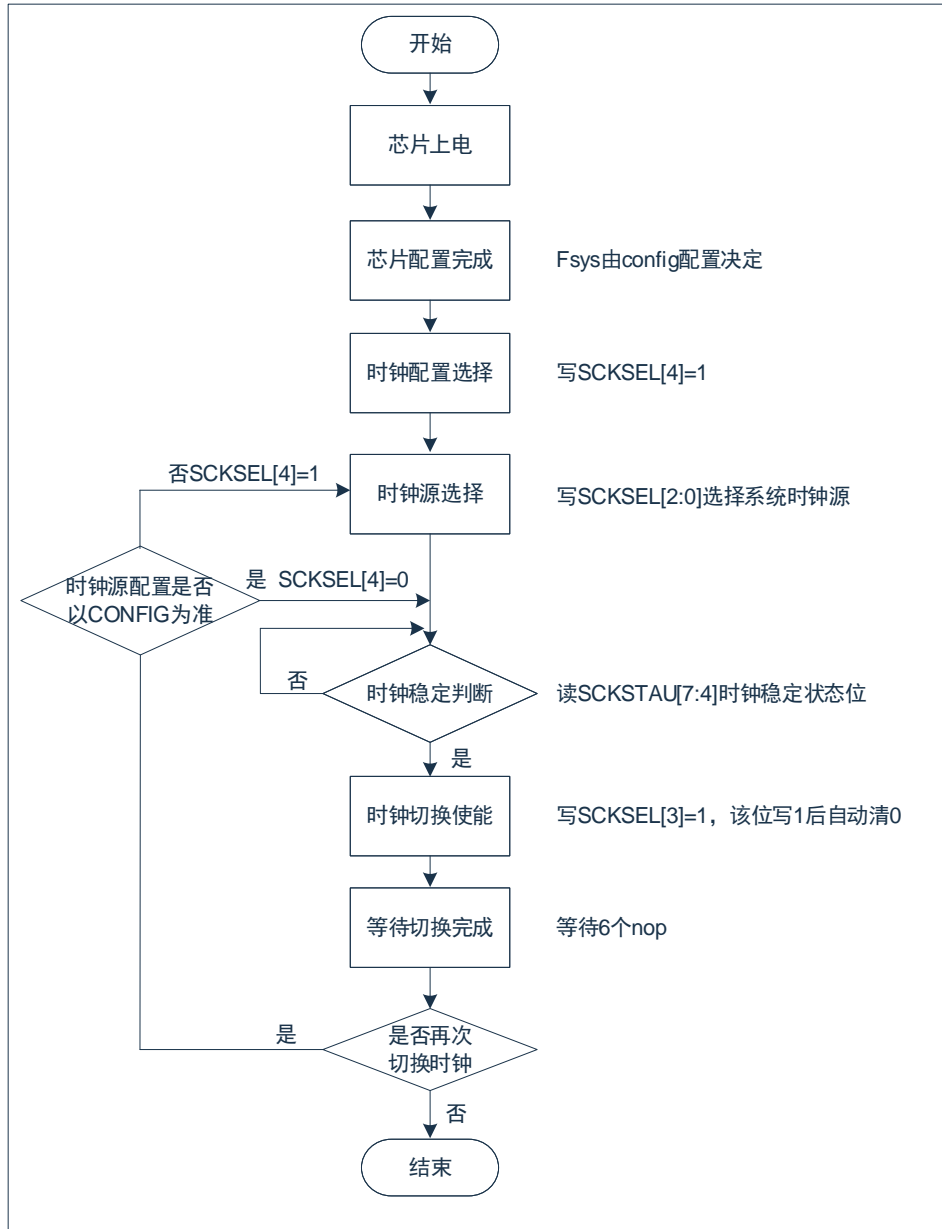 开始
芯片上电
芯片配置完成
Fsys由config配置决定
时钟配置选择
写SCKSEL[4]=1
否SCKSEL[4]=1
时钟源选择
写SCKSEL[2:0]选择系统时钟源
时钟源配置是否
以CONFIG为准
是 SCKSEL[4]=0
否
时钟稳定判断
读SCKSTAU[7:4]时钟稳定状态位
是
时钟切换使能
写SCKSEL[3]=1，该位写1后自动清0
等待切换完成
等待6个nop
是
是否再次
切换时钟
否
结束